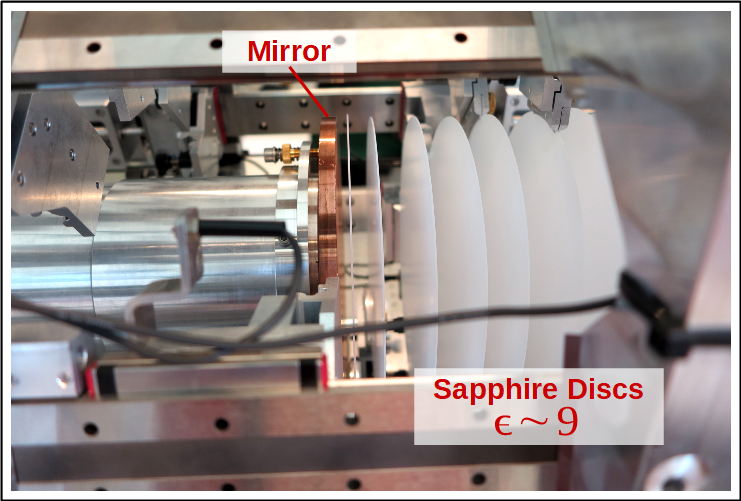 Mirror
Sapphire Discs
ϵ ~ 9